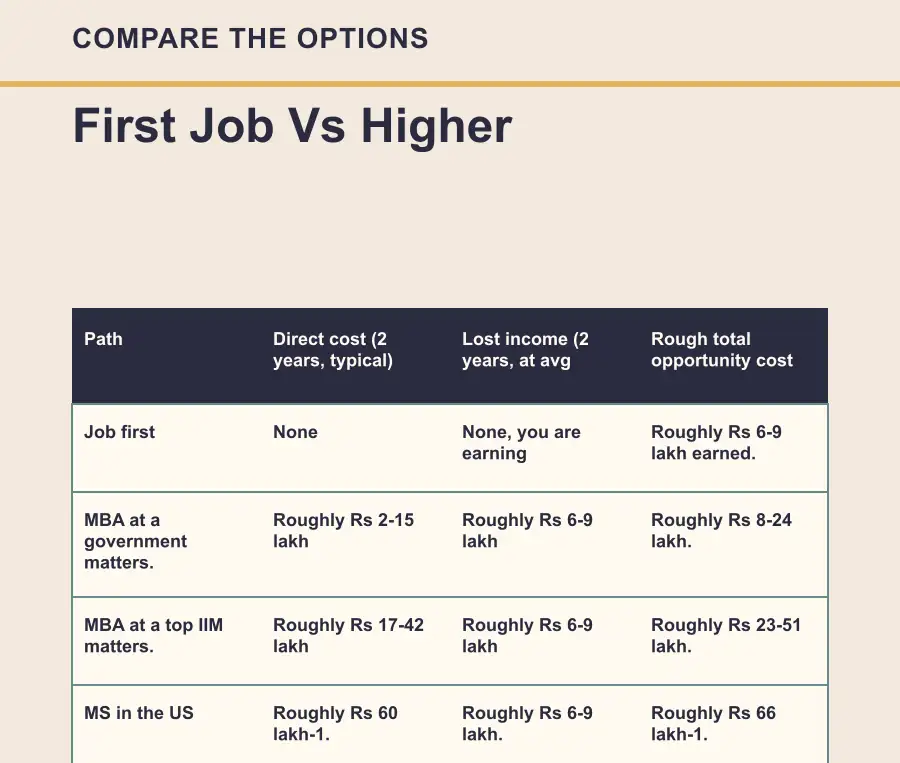 COMPARE THE OPTIONS
First Job Vs Higher
Path
Direct cost (2
years, typical)
Lost income (2
years, at avg
Rough total
opportunity cost
Job first
None
None, you are
earning
Roughly Rs 6-9
lakh earned.
MBA at a
government
matters.
Roughly Rs 2-15
lakh
Roughly Rs 6-9
lakh
Roughly Rs 8-24
lakh.
MBA at a top IIM
matters.
Roughly Rs 17-42
lakh
Roughly Rs 6-9
lakh
Roughly Rs 23-51
lakh.
MS in the US
Roughly Rs 60
lakh-1.
Roughly Rs 6-9
lakh.
Roughly Rs 66
lakh-1.